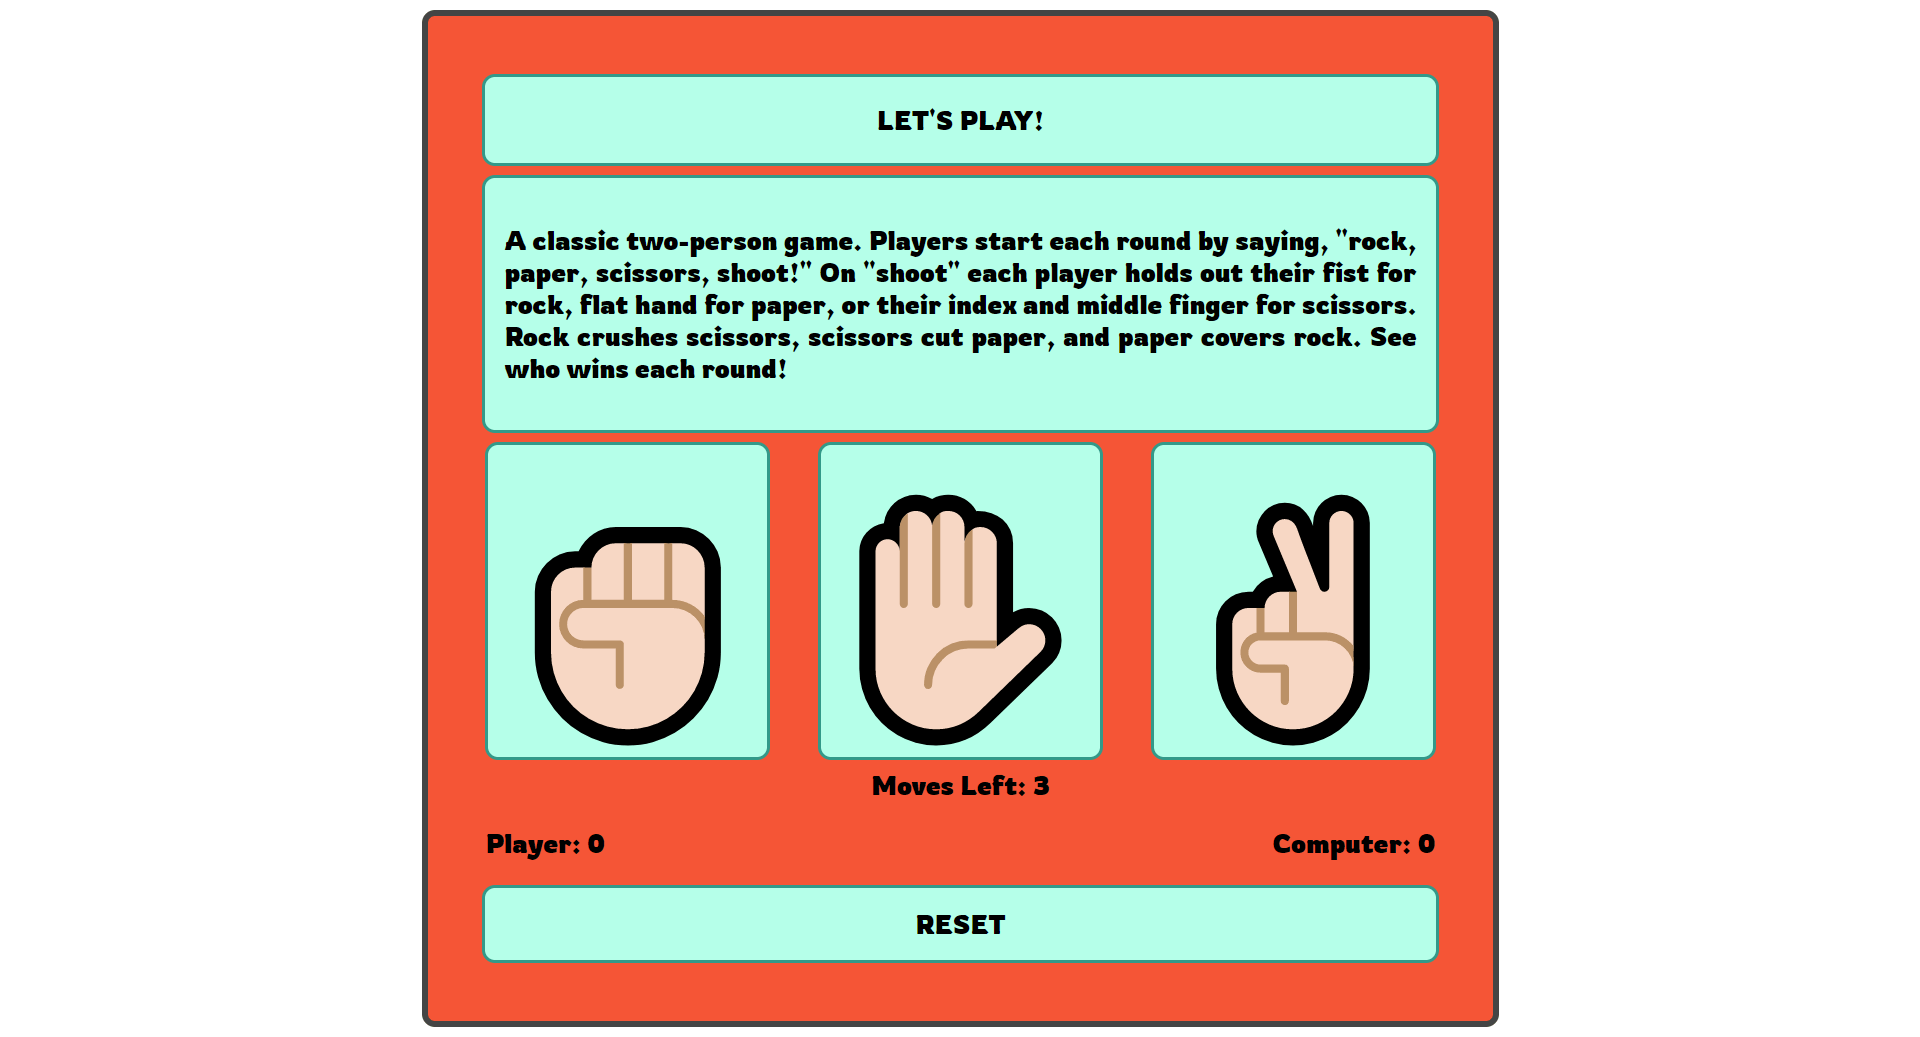 LET'S PLAY!
A classic two-person game. Players start each round by saying, "rock,
paper, scissors, shoot!" On "shoot" each player holds out their fist for
rock, flat hand for paper, or their index and middle finger for scissors.
Rock crushes scissors, scissors cut paper, and paper covers rock. See
who wins each round!
Moves Left: 3
Player: 0
Computer: 0
RESET